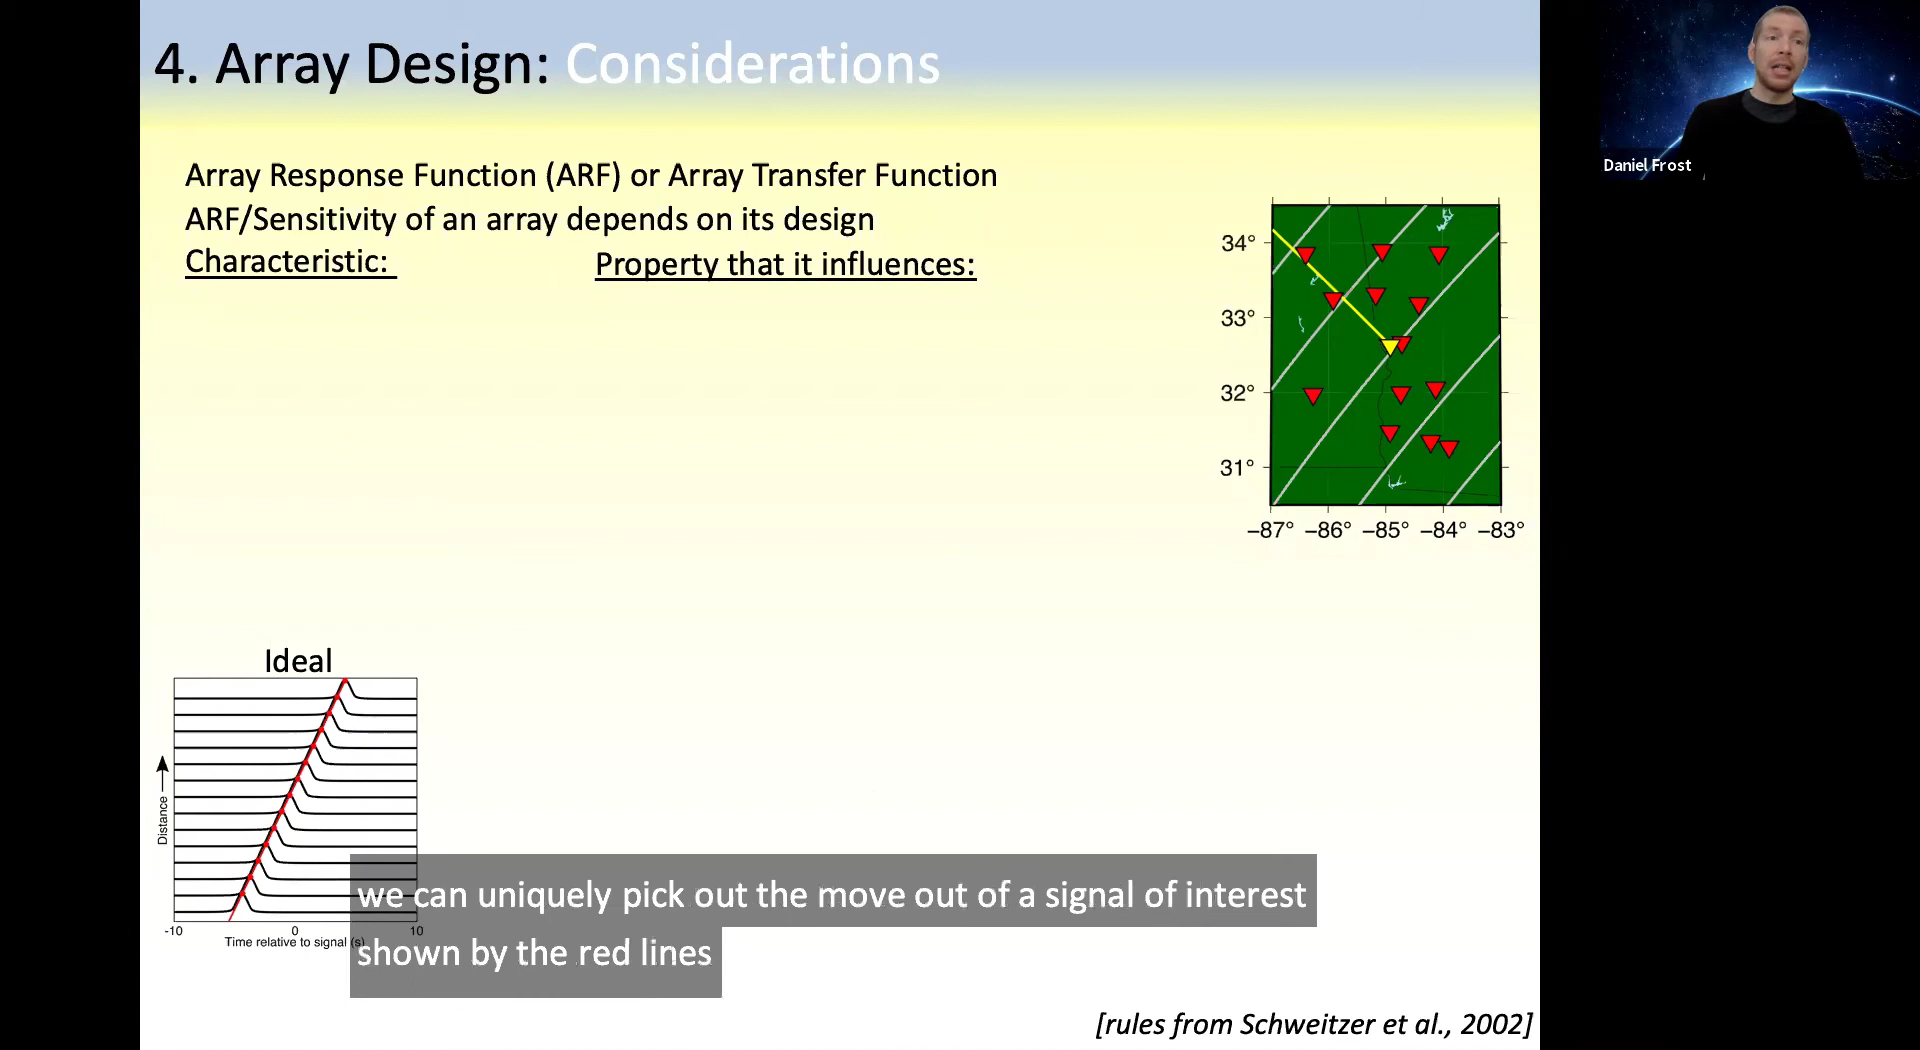 4. Array Design: Considerations
Daniel Frost
Array Response Function (ARF) or Array Transfer Function
ARF/Sensitivity of an array depends on its design
Characteristic:
Property that it influences:
34°
33°
32°
31°
−87° −86° −85° −84° −83°
Ideal
Distance
-10 0 10
Time relative to signal (s)
we can uniquely pick out the move out of a signal of interest
shown by the red lines
[rules from Schweitzer et al., 2002]